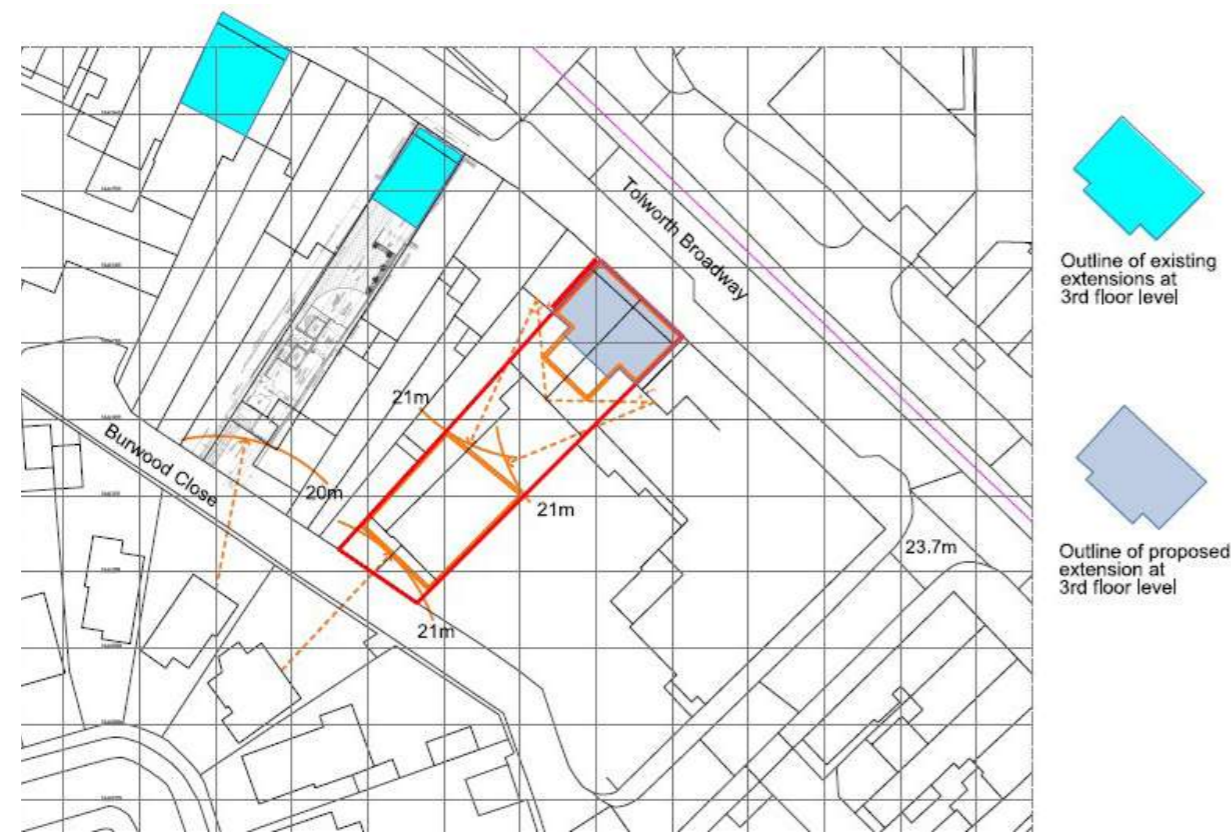 Tolworth Broadway
Outline of existing
extensions at
3rd floor level
21m
Burwood Close
20m
21m
23.7m
Outline of proposed
extension at
3rd floor level
21m